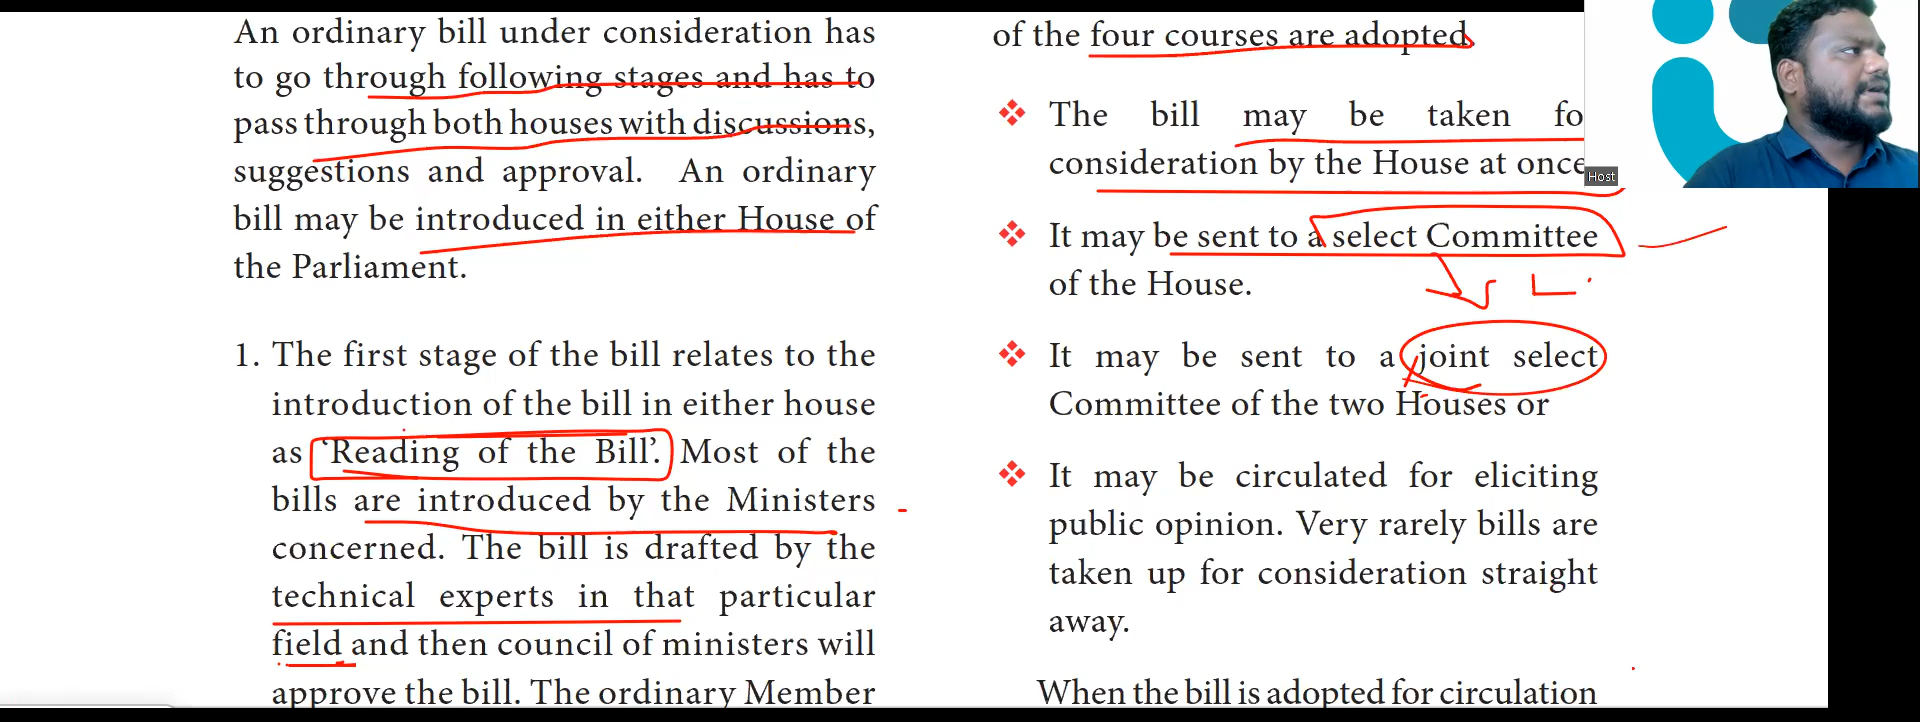 An ordinary bill under consideration has
to go through following stages and has to
pass through both houses with discussions,
suggestions and approval. An ordinary
bill may be introduced in either House of
the Parliament.
1. The first stage of the bill relates to the
introduction of the bill in either house
as ‘Reading of the Bill’. Most of the
bills are introduced by the Ministers
concerned. The bill is drafted by the
technical experts in that particular
field and then council of ministers will
approve the bill. The ordinary Member
of the four courses are adopted.
❖ The bill may be taken fo
consideration by the House at once
❖ It may be sent to a select Committee
of the House.
❖ It may be sent to a joint select
Committee of the two Houses or
❖ It may be circulated for eliciting
public opinion. Very rarely bills are
taken up for consideration straight
away.
When the bill is adopted for circulation
Host